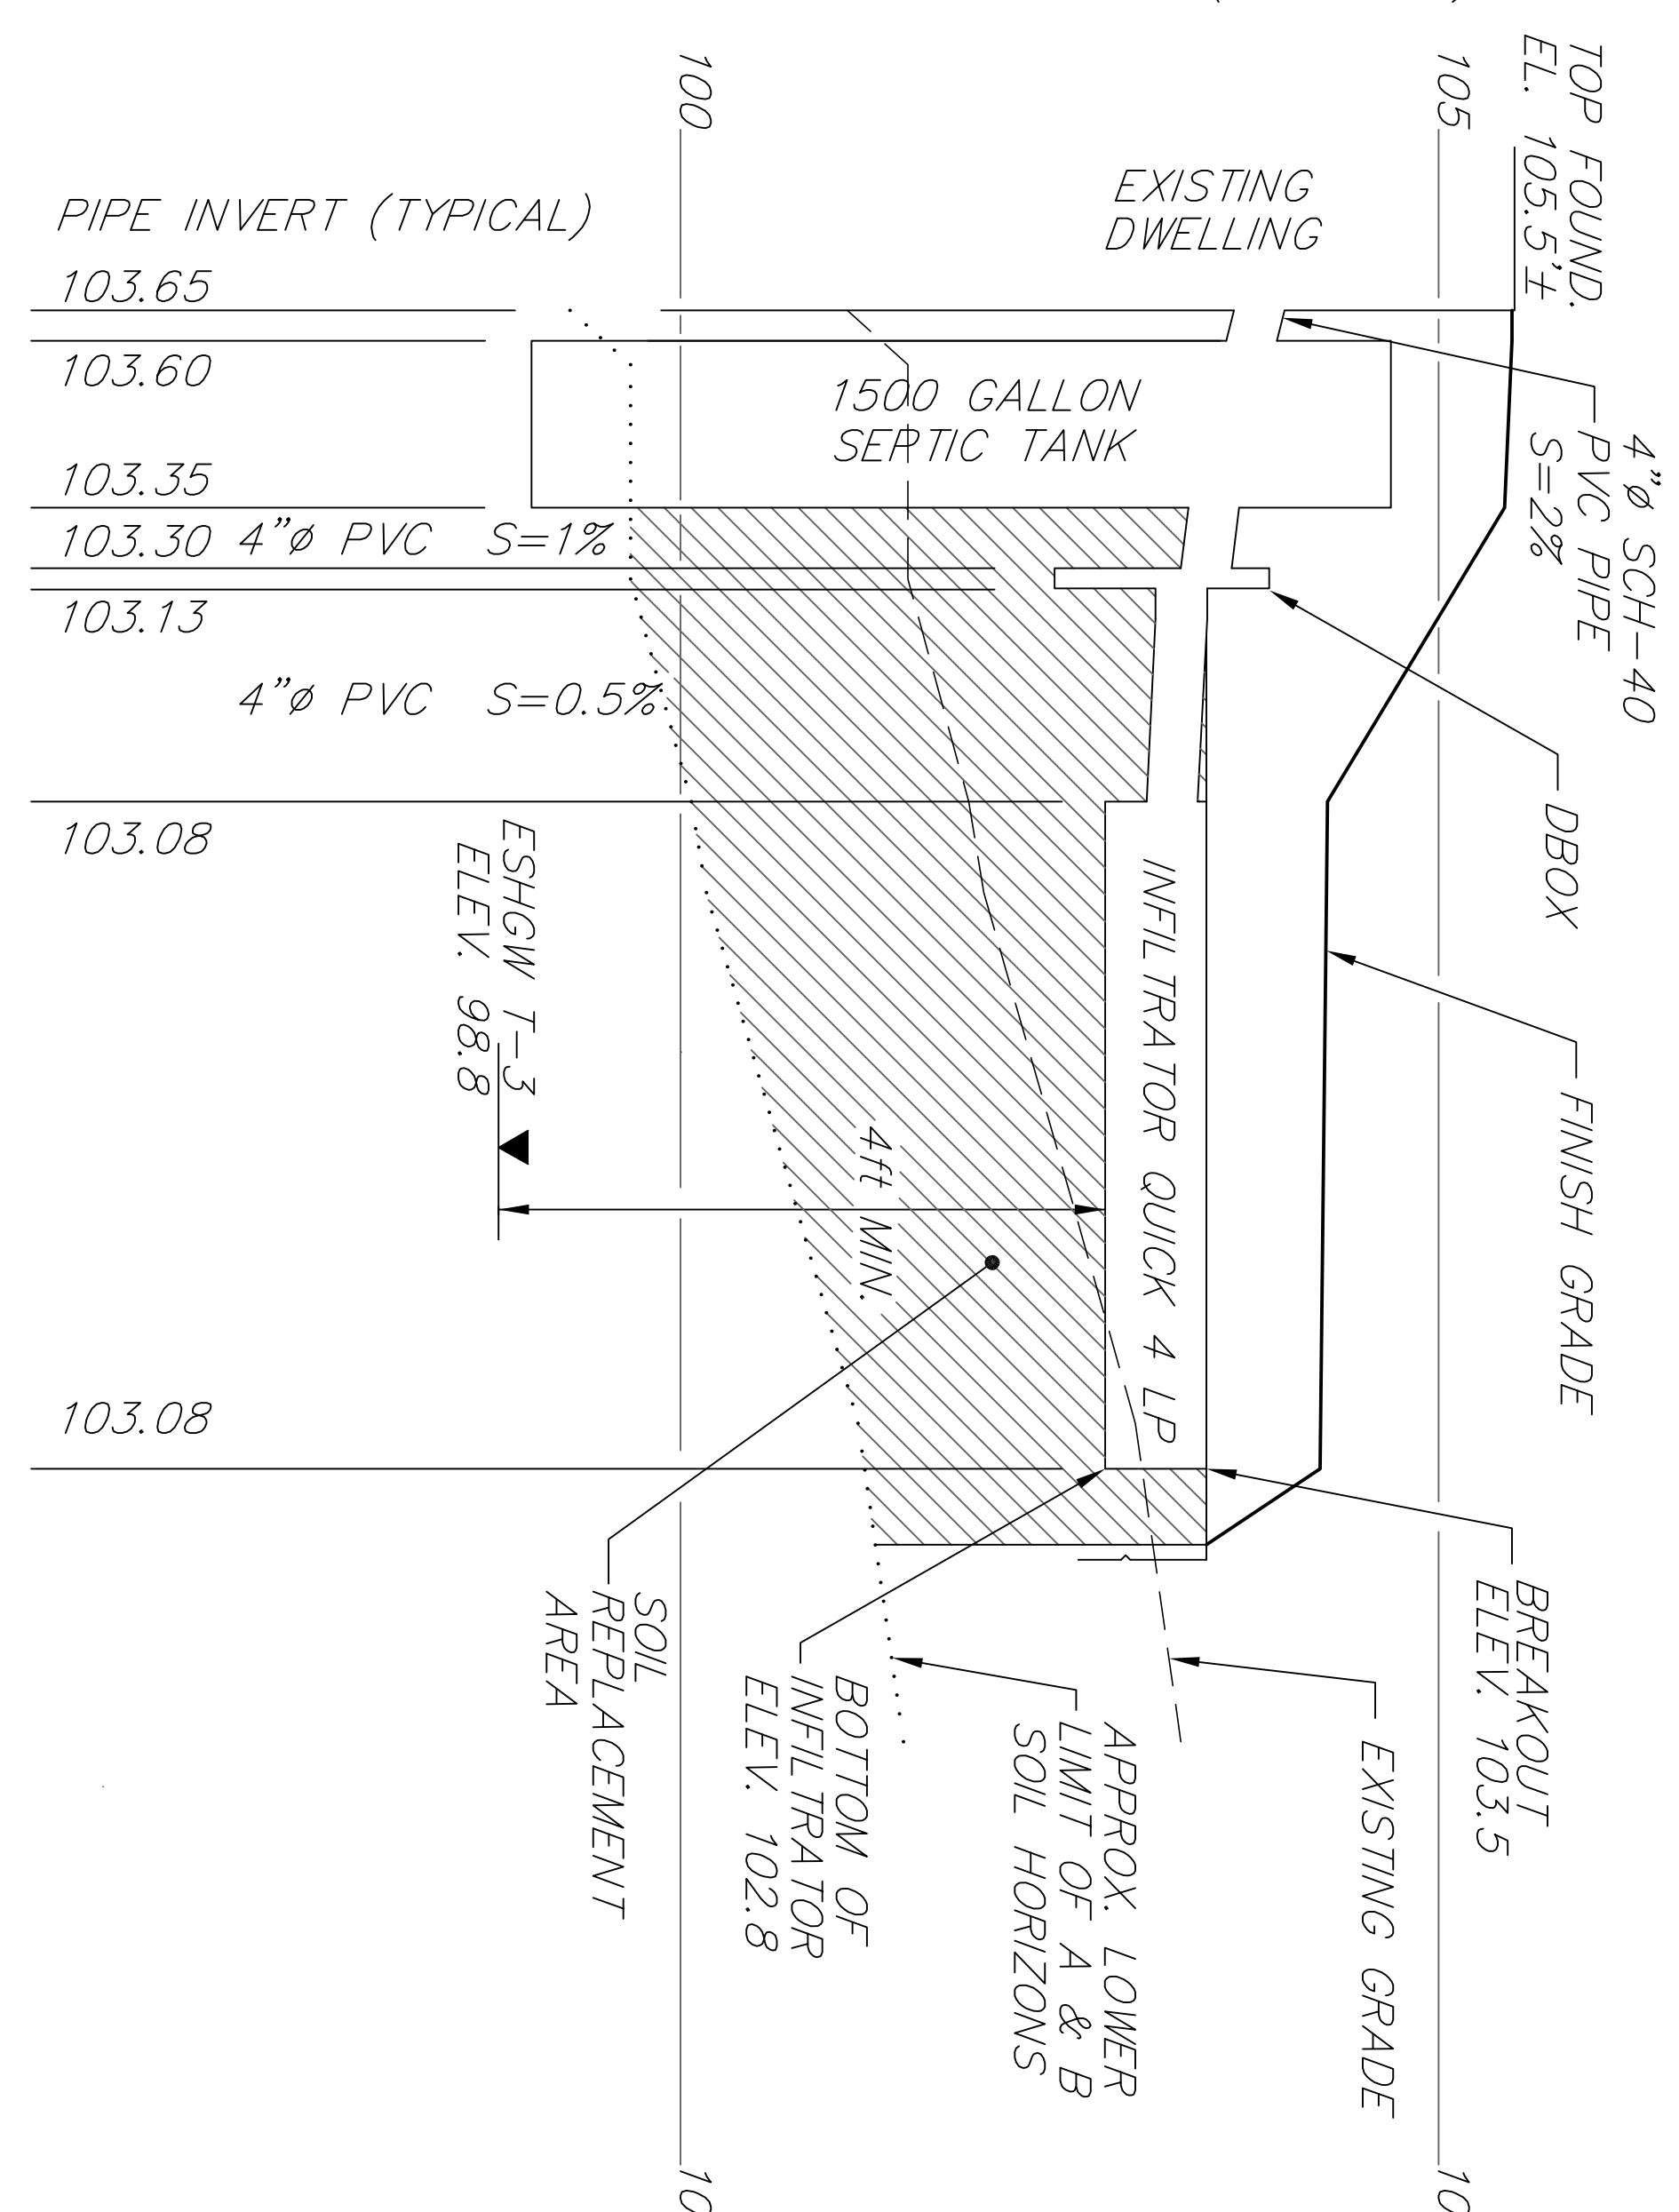 TOP FOUND.
EL. 105.5'±
105
100
EXISTING
DWELLING
PIPE INVERT (TYPICAL)
103.65
103.60
1500 GALLON
SEPTIC TANK
4"ø SCH-40
PVC PIPE
S=2%
103.35
103.30 4"ø PVC S=1%
103.13
4"ø PVC S=0.5%
103.08
DBOX
ESHGW T-3
ELEV. 98.8
INFILTRATOR QUICK 4 LP
4ft MIN.
FINISH GRADE
103.08
BREAKOUT
ELEV. 103.5
SOIL
REPLACEMENT
AREA
BOTTOM OF
INFILTRATOR
ELEV. 102.8
APPROX. LOWER
LIMIT OF A & B
SOIL HORIZONS
EXISTING GRADE